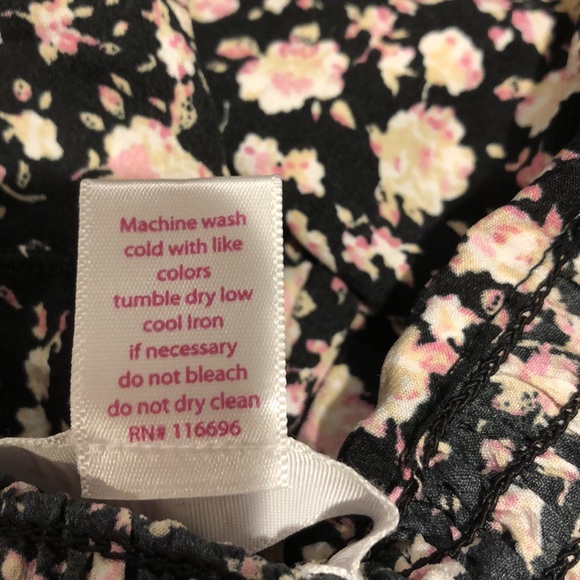 Machine wash
cold with like
colors
tumble dry low
cool Iron
if necessary
do not bleach
do not dry clean
RN# 116696